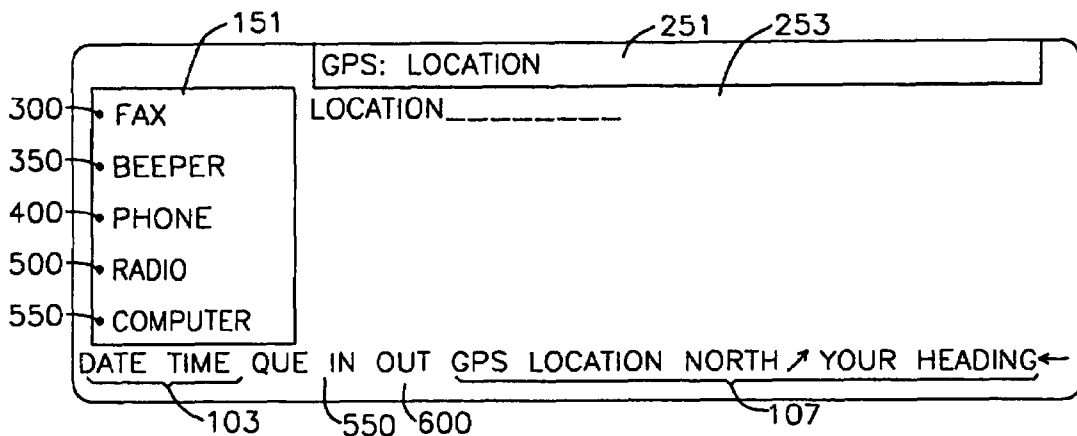 151 251 253
GPS: LOCATION
300 FAX LOCATION________
350 BEEPER
400 PHONE
500 RADIO
550 COMPUTER
DATE TIME QUE IN OUT GPS LOCATION NORTH ↗ YOUR HEADING ←
103 550 600 107